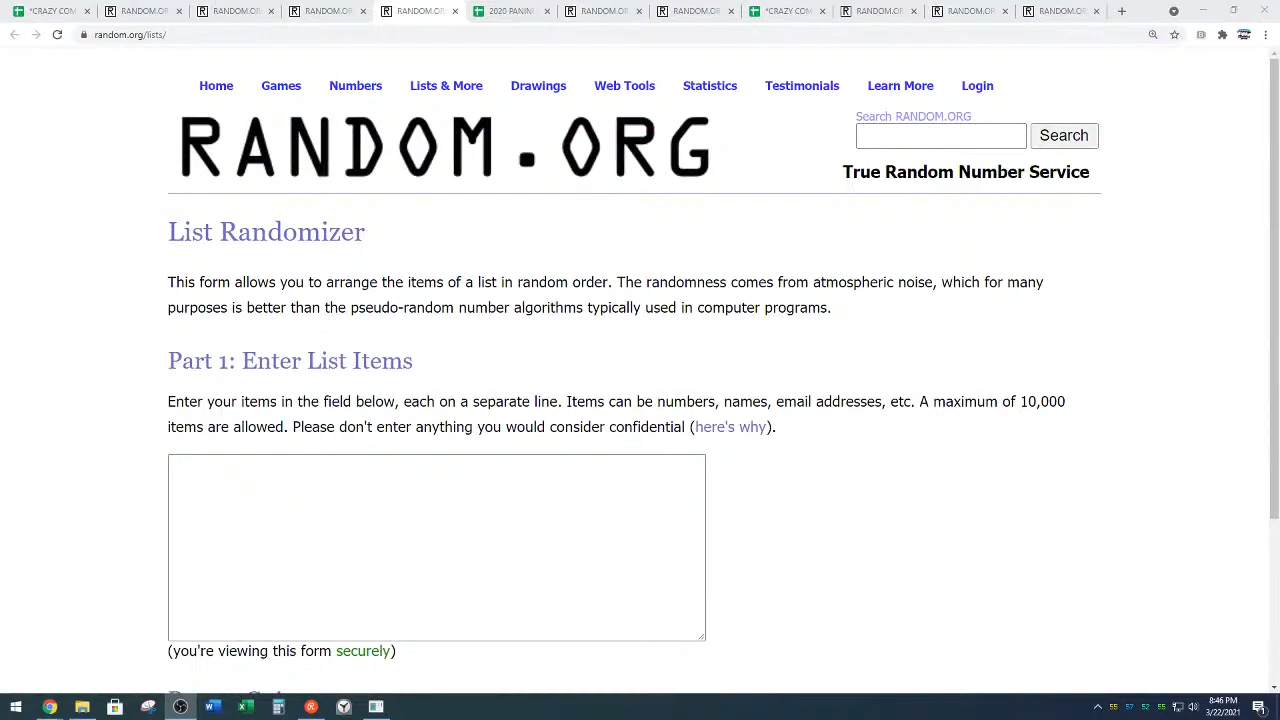 *CRAZY COM
RANDOM.OR
RANDOM.OR
RANDOM.OR
RANDOM.OR
2020 PANINI
RANDOM.OR
RANDOM.OR
*CRAZY COM
RANDOM.OR
RANDOM.OR
RANDOM.OR
random.org/lists/
Home Games Numbers Lists & More Drawings Web Tools Statistics Testimonials Learn More Login
RANDOM.ORG
Search RANDOM.ORG
Search
True Random Number Service
List Randomizer
This form allows you to arrange the items of a list in random order. The randomness comes from atmospheric noise, which for many
purposes is better than the pseudo-random number algorithms typically used in computer programs.
Part 1: Enter List Items
Enter your items in the field below, each on a separate line. Items can be numbers, names, email addresses, etc. A maximum of 10,000
items are allowed. Please don't enter anything you would consider confidential (here's why).
(you're viewing this form securely)
55 57 52 55
8:46 PM
3/22/2021